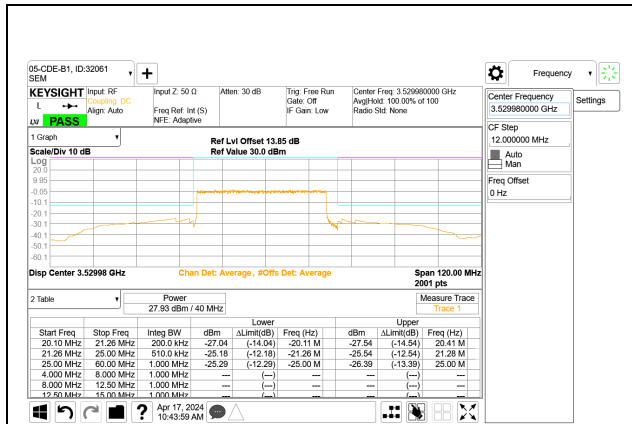 05-CDE-B1, ID:32061
SEM
Frequency
KEYSIGHT
L
LXI PASS
Input: RF
Coupling: DC
Align: Auto
Input Z: 50 Ω
Freq Ref: Int (S)
NFE: Adaptive
Atten: 30 dB
Trig: Free Run
Gate: Off
IF Gain: Low
Center Freq: 3.529980000 GHz
Avg|Hold: 100.00% of 100
Radio Std: None
Center Frequency
3.529980000 GHz
Settings
CF Step
12.000000 MHz
Auto
Man
Freq Offset
0 Hz
1 Graph
Scale/Div 10 dB
Ref Lvl Offset 13.85 dB
Ref Value 30.0 dBm
Log
20.0
9.95
-0.05
-10.1
-20.1
-30.1
-40.1
-50.1
-60.1
Disp Center 3.52998 GHz
Chan Det: Average, #Offs Det: Average
Span 120.00 MHz
2001 pts
2 Table
Power
27.93 dBm / 40 MHz
Measure Trace
Trace 1
Lower Upper
Start Freq Stop Freq Integ BW dBm ΔLimit(dB) Freq (Hz) dBm ΔLimit(dB) Freq (Hz)
20.10 MHz 21.26 MHz 200.0 kHz -27.04 (-14.04) -20.11 M -27.54 (-14.54) 20.41 M
21.26 MHz 25.00 MHz 510.0 kHz -25.18 (-12.18) -21.26 M -25.54 (-12.54) 21.28 M
25.00 MHz 60.00 MHz 1.000 MHz -25.29 (-12.29) -25.00 M -26.39 (-13.39) 25.00 M
4.000 MHz 8.000 MHz 1.000 MHz --- (---) --- --- (---) ---
8.000 MHz 12.50 MHz 1.000 MHz --- (---) --- --- (---) ---
12.50 MHz 15.00 MHz 1.000 MHz --- (---) --- --- (---) ---
?
Apr 17, 2024
10:43:59 AM